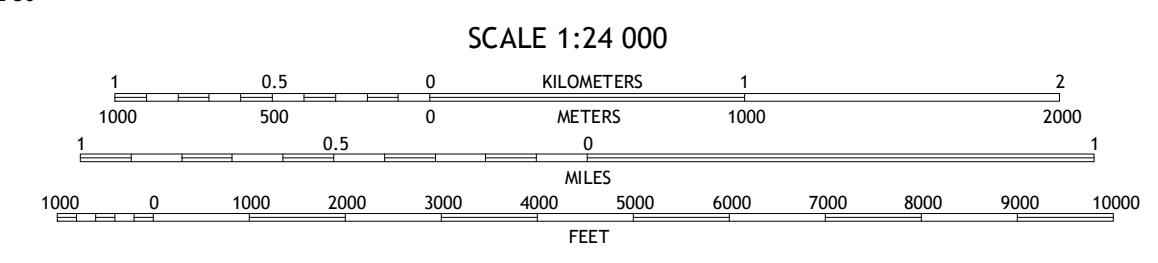 SCALE 1:24 000
1 0.5 0 KILOMETERS 1 2
1000 500 0 METERS 1000 2000
1 0.5 0 1
MILES
1000 0 1000 2000 3000 4000 5000 6000 7000 8000 9000 10000
FEET